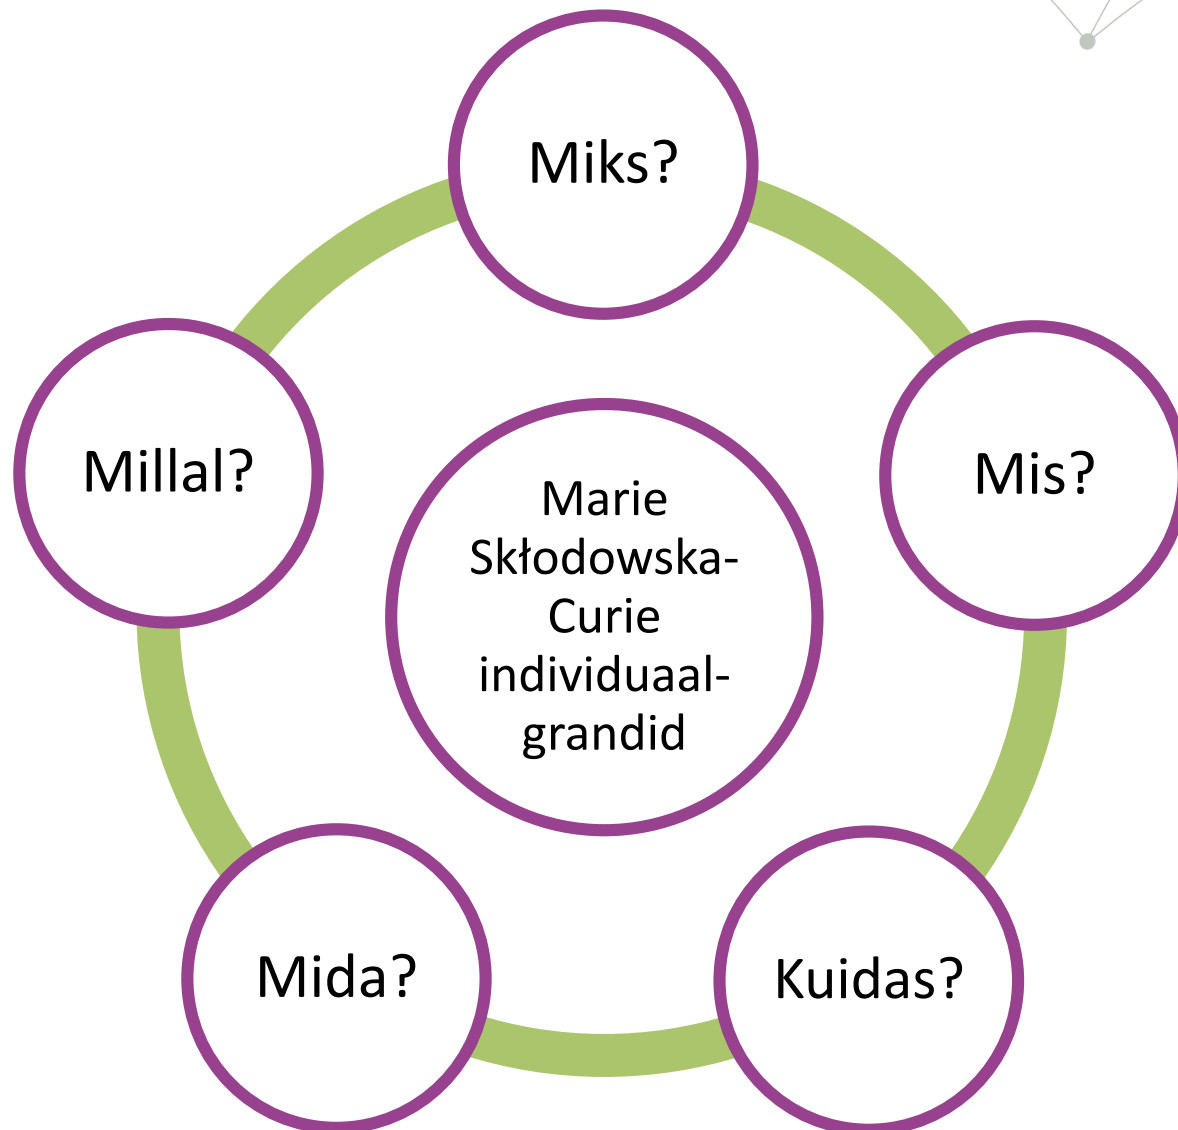 Miks?
Millal?
Mis?
Marie
Skłodowska-
Curie
individuaal-
grandid
Mida?
Kuidas?